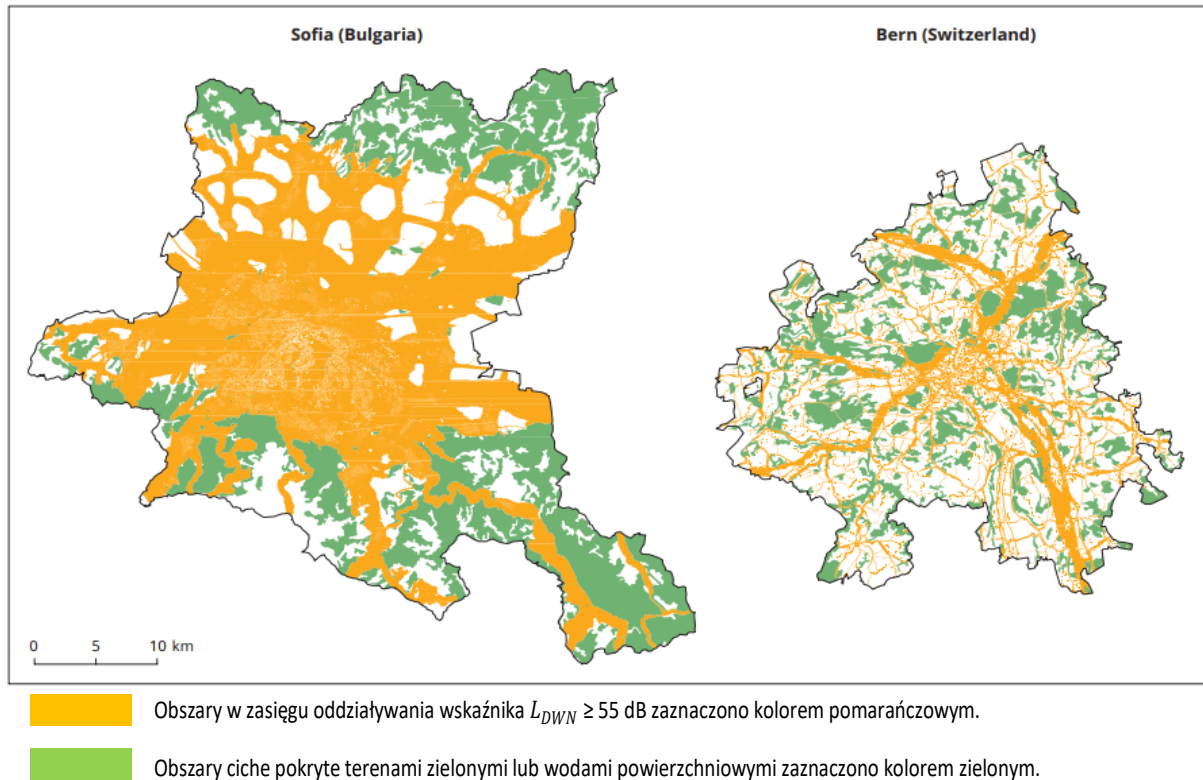 Sofia (Bulgaria)
Bern (Switzerland)
0 5 10 km
Obszary w zasięgu oddziaływania wskaźnika L_DWN ≥ 55 dB zaznaczono kolorem pomarańczowym.
Obszary ciche pokryte terenami zielonymi lub wodami powierzchniowymi zaznaczono kolorem zielonym.